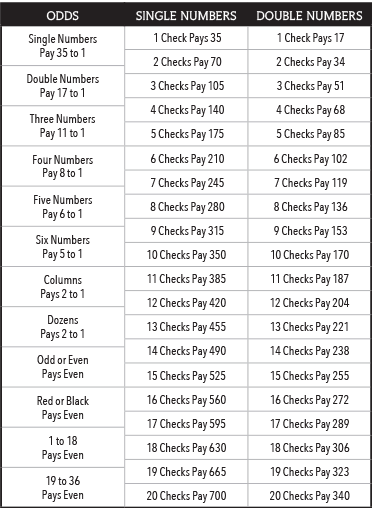 ODDS SINGLE NUMBERS DOUBLE NUMBERS
Single Numbers
Pay 35 to 1
Double Numbers
Pay 17 to 1
Three Numbers
Pay 11 to 1
Four Numbers
Pay 8 to 1
Five Numbers
Pay 6 to 1
Six Numbers
Pay 5 to 1
Columns
Pays 2 to 1
Dozens
Pays 2 to 1
Odd or Even
Pays Even
Red or Black
Pays Even
1 to 18
Pays Even
19 to 36
Pays Even
1 Check Pays 35
2 Checks Pay 70
3 Checks Pay 105
4 Checks Pay 140
5 Checks Pay 175
6 Checks Pay 210
7 Checks Pay 245
8 Checks Pay 280
9 Checks Pay 315
10 Checks Pay 350
11 Checks Pay 385
12 Checks Pay 420
13 Checks Pay 455
14 Checks Pay 490
15 Checks Pay 525
16 Checks Pay 560
17 Checks Pay 595
18 Checks Pay 630
19 Checks Pay 665
20 Checks Pay 700
1 Check Pays 17
2 Checks Pay 34
3 Checks Pay 51
4 Checks Pay 68
5 Checks Pay 85
6 Checks Pay 102
7 Checks Pay 119
8 Checks Pay 136
9 Checks Pay 153
10 Checks Pay 170
11 Checks Pay 187
12 Checks Pay 204
13 Checks Pay 221
14 Checks Pay 238
15 Checks Pay 255
16 Checks Pay 272
17 Checks Pay 289
18 Checks Pay 306
19 Checks Pay 323
20 Checks Pay 340